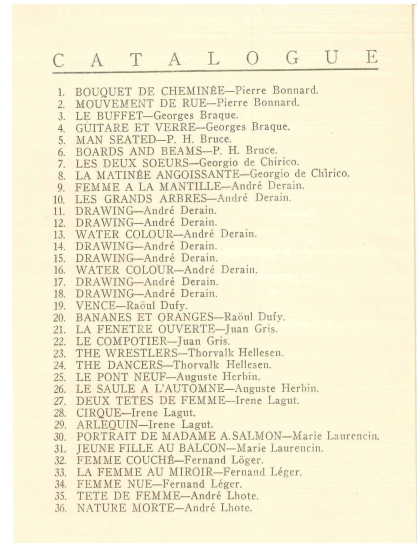 CATALOGUE
1. BOUQUET DE CHEMINÉE—Pierre Bonnard.
2. MOUVEMENT DE RUE—Pierre Bonnard.
3. LE BUFFET—Georges Braque.
4. GUITARE ET VERRE—Georges Braque.
5. MAN SEATED—P. H. Bruce.
6. BOARDS AND BEAMS—P. H. Bruce.
7. LES DEUX SOEURS—Georgio de Chirico.
8. LA MATINÉE ANGOISSANTE—Georgio de Chirico.
9. FEMME A LA MANTILLE—André Derain.
10. LES GRANDS ARBRES—André Derain.
11. DRAWING—André Derain.
12. DRAWING—André Derain.
13. WATER COLOUR—André Derain.
14. DRAWING—André Derain.
15. DRAWING—André Derain.
16. WATER COLOUR—André Derain.
17. DRAWING—André Derain.
18. DRAWING—André Derain.
19. VENCE—Raöul Dufy.
20. BANANES ET ORANGES—Raöul Dufy.
21. LA FENETRE OUVERTE—Juan Gris.
22. LE COMPOTIER—Juan Gris.
23. THE WRESTLERS—Thorvalk Hellesen.
24. THE DANCERS—Thorvalk Hellesen.
25. LE PONT NEUF—Auguste Herbin.
26. LE SAULE A L'AUTOMNE—Auguste Herbin.
27. DEUX TETES DE FEMME—Irene Lagut.
28. CIRQUE—Irene Lagut.
29. ARLEQUIN—Irene Lagut.
30. PORTRAIT DE MADAME A. SALMON—Marie Laurencin.
31. JEUNE FILLE AU BALCON—Marie Laurencin.
32. FEMME COUCHÉ—Fernand Löger.
33. LA FEMME AU MIROIR—Fernand Léger.
34. FEMME NUE—Fernand Léger.
35. TETE DE FEMME—André Lhote.
36. NATURE MORTE—André Lhote.